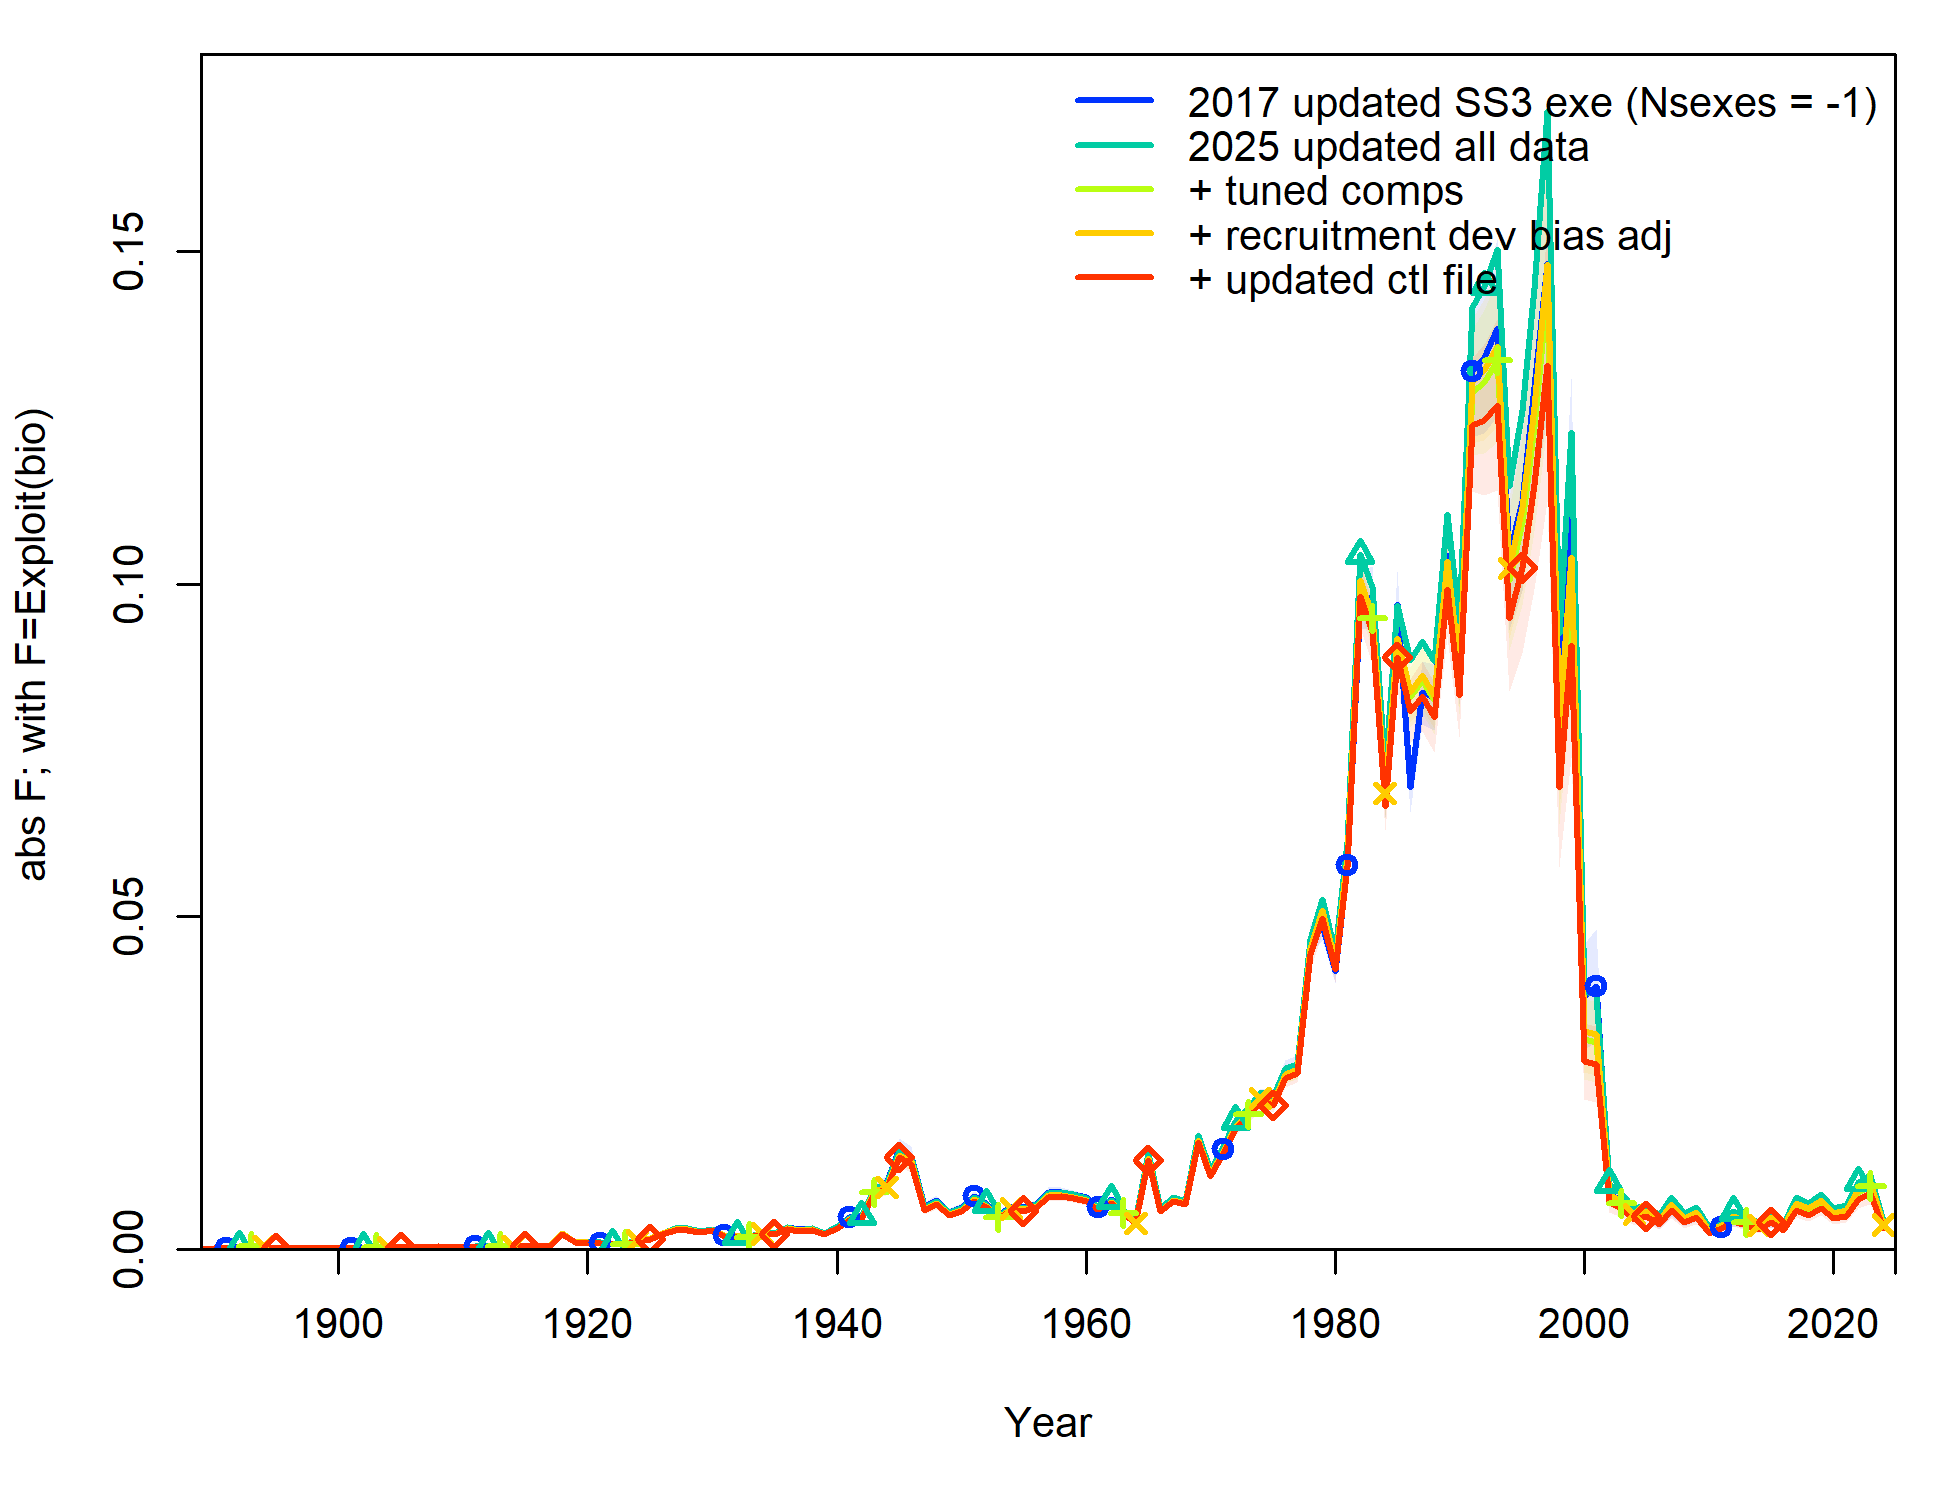 2017 updated SS3 exe (Nsexes = -1)
2025 updated all data
+ tuned comps
+ recruitment dev bias adj
+ updated ctl file
abs F; with F=Exploit(bio)
0.15
0.10
0.05
0.00
1900 1920 1940 1960 1980 2000 2020
Year